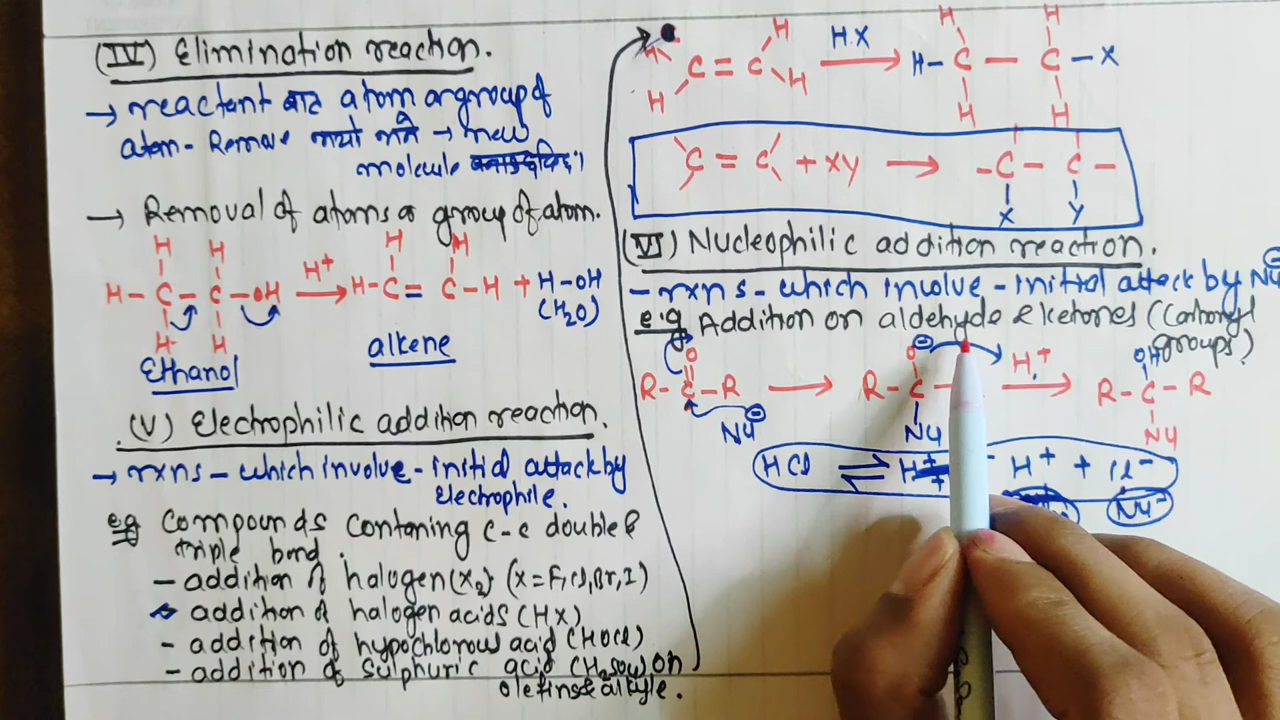 (IV) Elimination reaction.
→ reactant बाट atom or group of
atom - Remove गर्यो भने → new
molecule
→ Removal of atoms or group of atom.
H H H H
H - C - C - OH H+ → H - C = C - H + H-OH
H H (H2O)
Ethanol alkene
(V) Electrophilic addition reaction.
→ rxns - which involve - initial attack by
Electrophile.
eg Compounds Contaning C-C double &
triple bond.
- addition of halogen (X2) (X = F, Cl, Br, I)
addition of halogen acids (HX)
- addition of hypochlorous acid (HOCl)
- addition of Sulphuric acid (H2SO4) on
olefins & alkyle.
H H H H
C = C H.X → H - C - C - X
H H H H
C = C + XY → - C - C -
X Y
(VI) Nucleophilic addition reaction.
- rxns - which involve - initial attack by Nu⊖
e.g Addition on aldehyde & ketones (Carbonyl
groups)
O O⊖ OH
R - C - R → R - C - H+ → R - C - R
Nu⊖ Nu Nu
HCl ⇌ H+ H+ + Cl-
Nu-